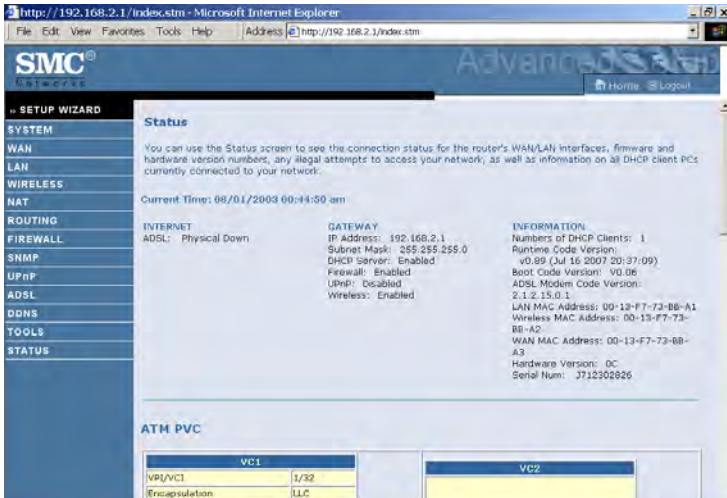 http://192.168.2.1/index.stm - Microsoft Internet Explorer
File Edit View Favorites Tools Help Address http://192.168.2.1/index.stm
SMC®
Networks
Advanced Setup
Home Logout
» SETUP WIZARD
SYSTEM
WAN
LAN
WIRELESS
NAT
ROUTING
FIREWALL
SNMP
UPnP
ADSL
DDNS
TOOLS
STATUS
Status
You can use the Status screen to see the connection status for the router's WAN/LAN interfaces, firmware and
hardware version numbers, any illegal attempts to access your network, as well as information on all DHCP client PCs
currently connected to your network.
Current Time: 08/01/2003 00:44:50 am
INTERNET
ADSL: Physical Down
GATEWAY
IP Address: 192.168.2.1
Subnet Mask: 255.255.255.0
DHCP Server: Enabled
Firewall: Enabled
UPnP: Disabled
Wireless: Enabled
INFORMATION
Numbers of DHCP Clients: 1
Runtime Code Version:
v0.89 (Jul 16 2007 20:37:09)
Boot Code Version: V0.06
ADSL Modem Code Version:
2.1.2.15.0.1
LAN MAC Address: 00-13-F7-73-BB-A1
Wireless MAC Address: 00-13-F7-73-
BB-A2
WAN MAC Address: 00-13-F7-73-BB-
A3
Hardware Version: 0C
Serial Num: J712302826
ATM PVC
VC1
VPI/VCI 1/32
Encapsulation LLC
VC2